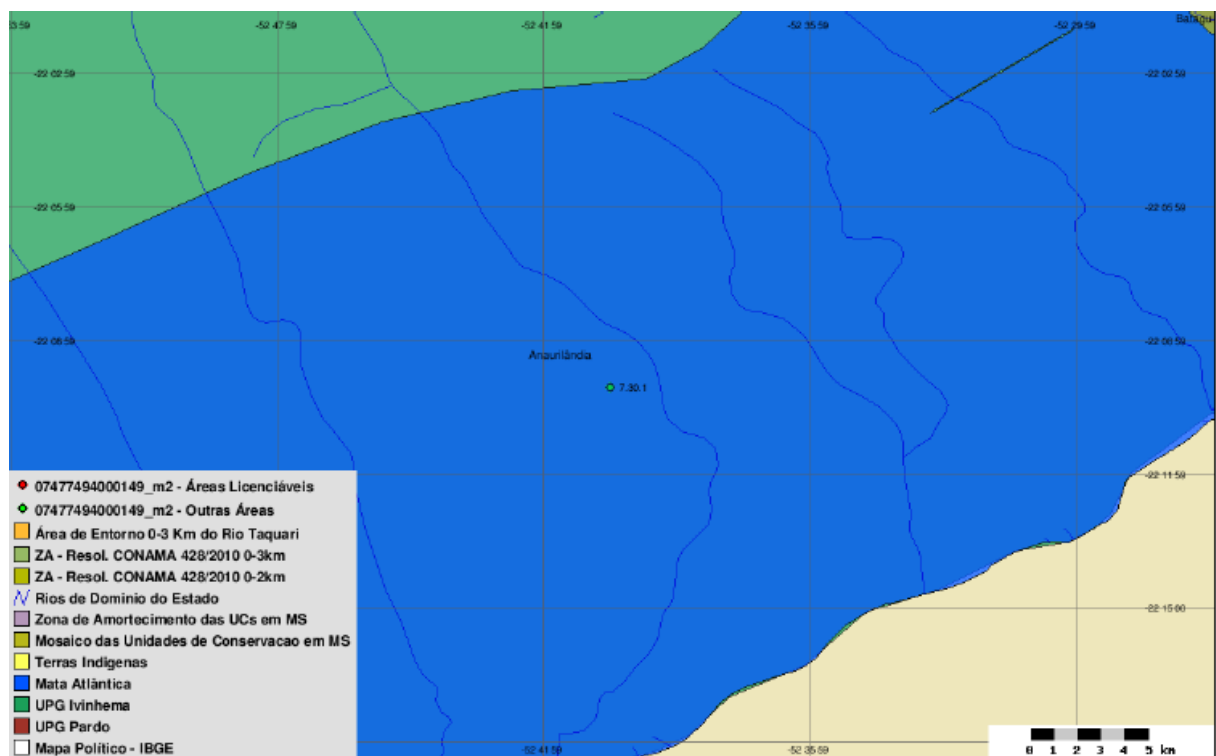 3 59
-52 47 59
-52 41 59
-52 35 59
-52 29 59
Batagu
-22 02 59
-22 02 59
-22 05 59
-22 05 59
-22 08 59
-22 08 59
Anaurilândia
7.30.1
-22 11 59
-22 15 00
07477494000149_m2 - Áreas Licenciáveis
07477494000149_m2 - Outras Áreas
Área de Entorno 0-3 Km do Rio Taquari
ZA - Resol. CONAMA 428/2010 0-3km
ZA - Resol. CONAMA 428/2010 0-2km
Rios de Dominio do Estado
Zona de Amortecimento das UCs em MS
Mosaico das Unidades de Conservacao em MS
Terras Indigenas
Mata Atlântica
UPG Ivinhema
UPG Pardo
Mapa Político - IBGE
-52 41 59
-52 35 59
0 1 2 3 4 5 km